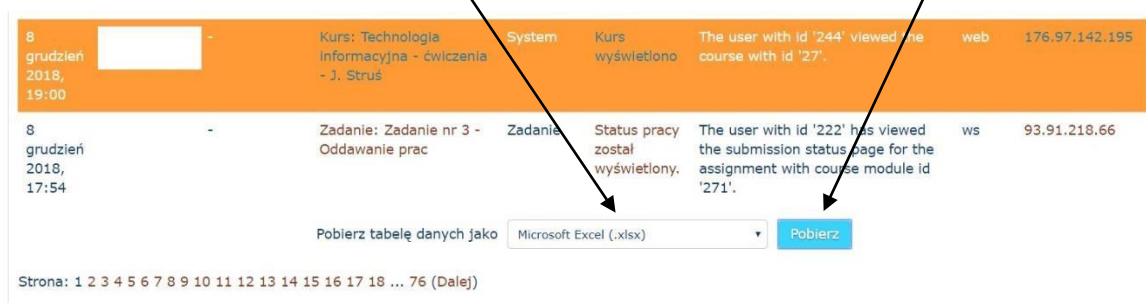 8 grudzień 2018, 19:00 - Kurs: Technologia informacyjna - ćwiczenia - J. Struś System Kurs wyświetlono The user with id '244' viewed the course with id '27'. web 176.97.142.195
8 grudzień 2018, 17:54 - Zadanie: Zadanie nr 3 - Oddawanie prac Zadanie Status pracy został wyświetlony. The user with id '222' has viewed the submission status page for the assignment with course module id '271'. ws 93.91.218.66
Pobierz tabelę danych jako Microsoft Excel (.xlsx) Pobierz
Strona: 1 2 3 4 5 6 7 8 9 10 11 12 13 14 15 16 17 18 ... 76 (Dalej)